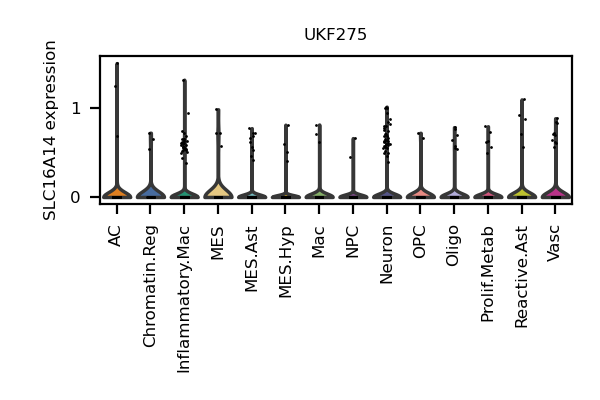 UKF275
SLC16A14 expression
1
0
AC
Chromatin.Reg
Inflammatory.Mac
MES
MES.Ast
MES.Hyp
Mac
NPC
Neuron
OPC
Oligo
Prolif.Metab
Reactive.Ast
Vasc